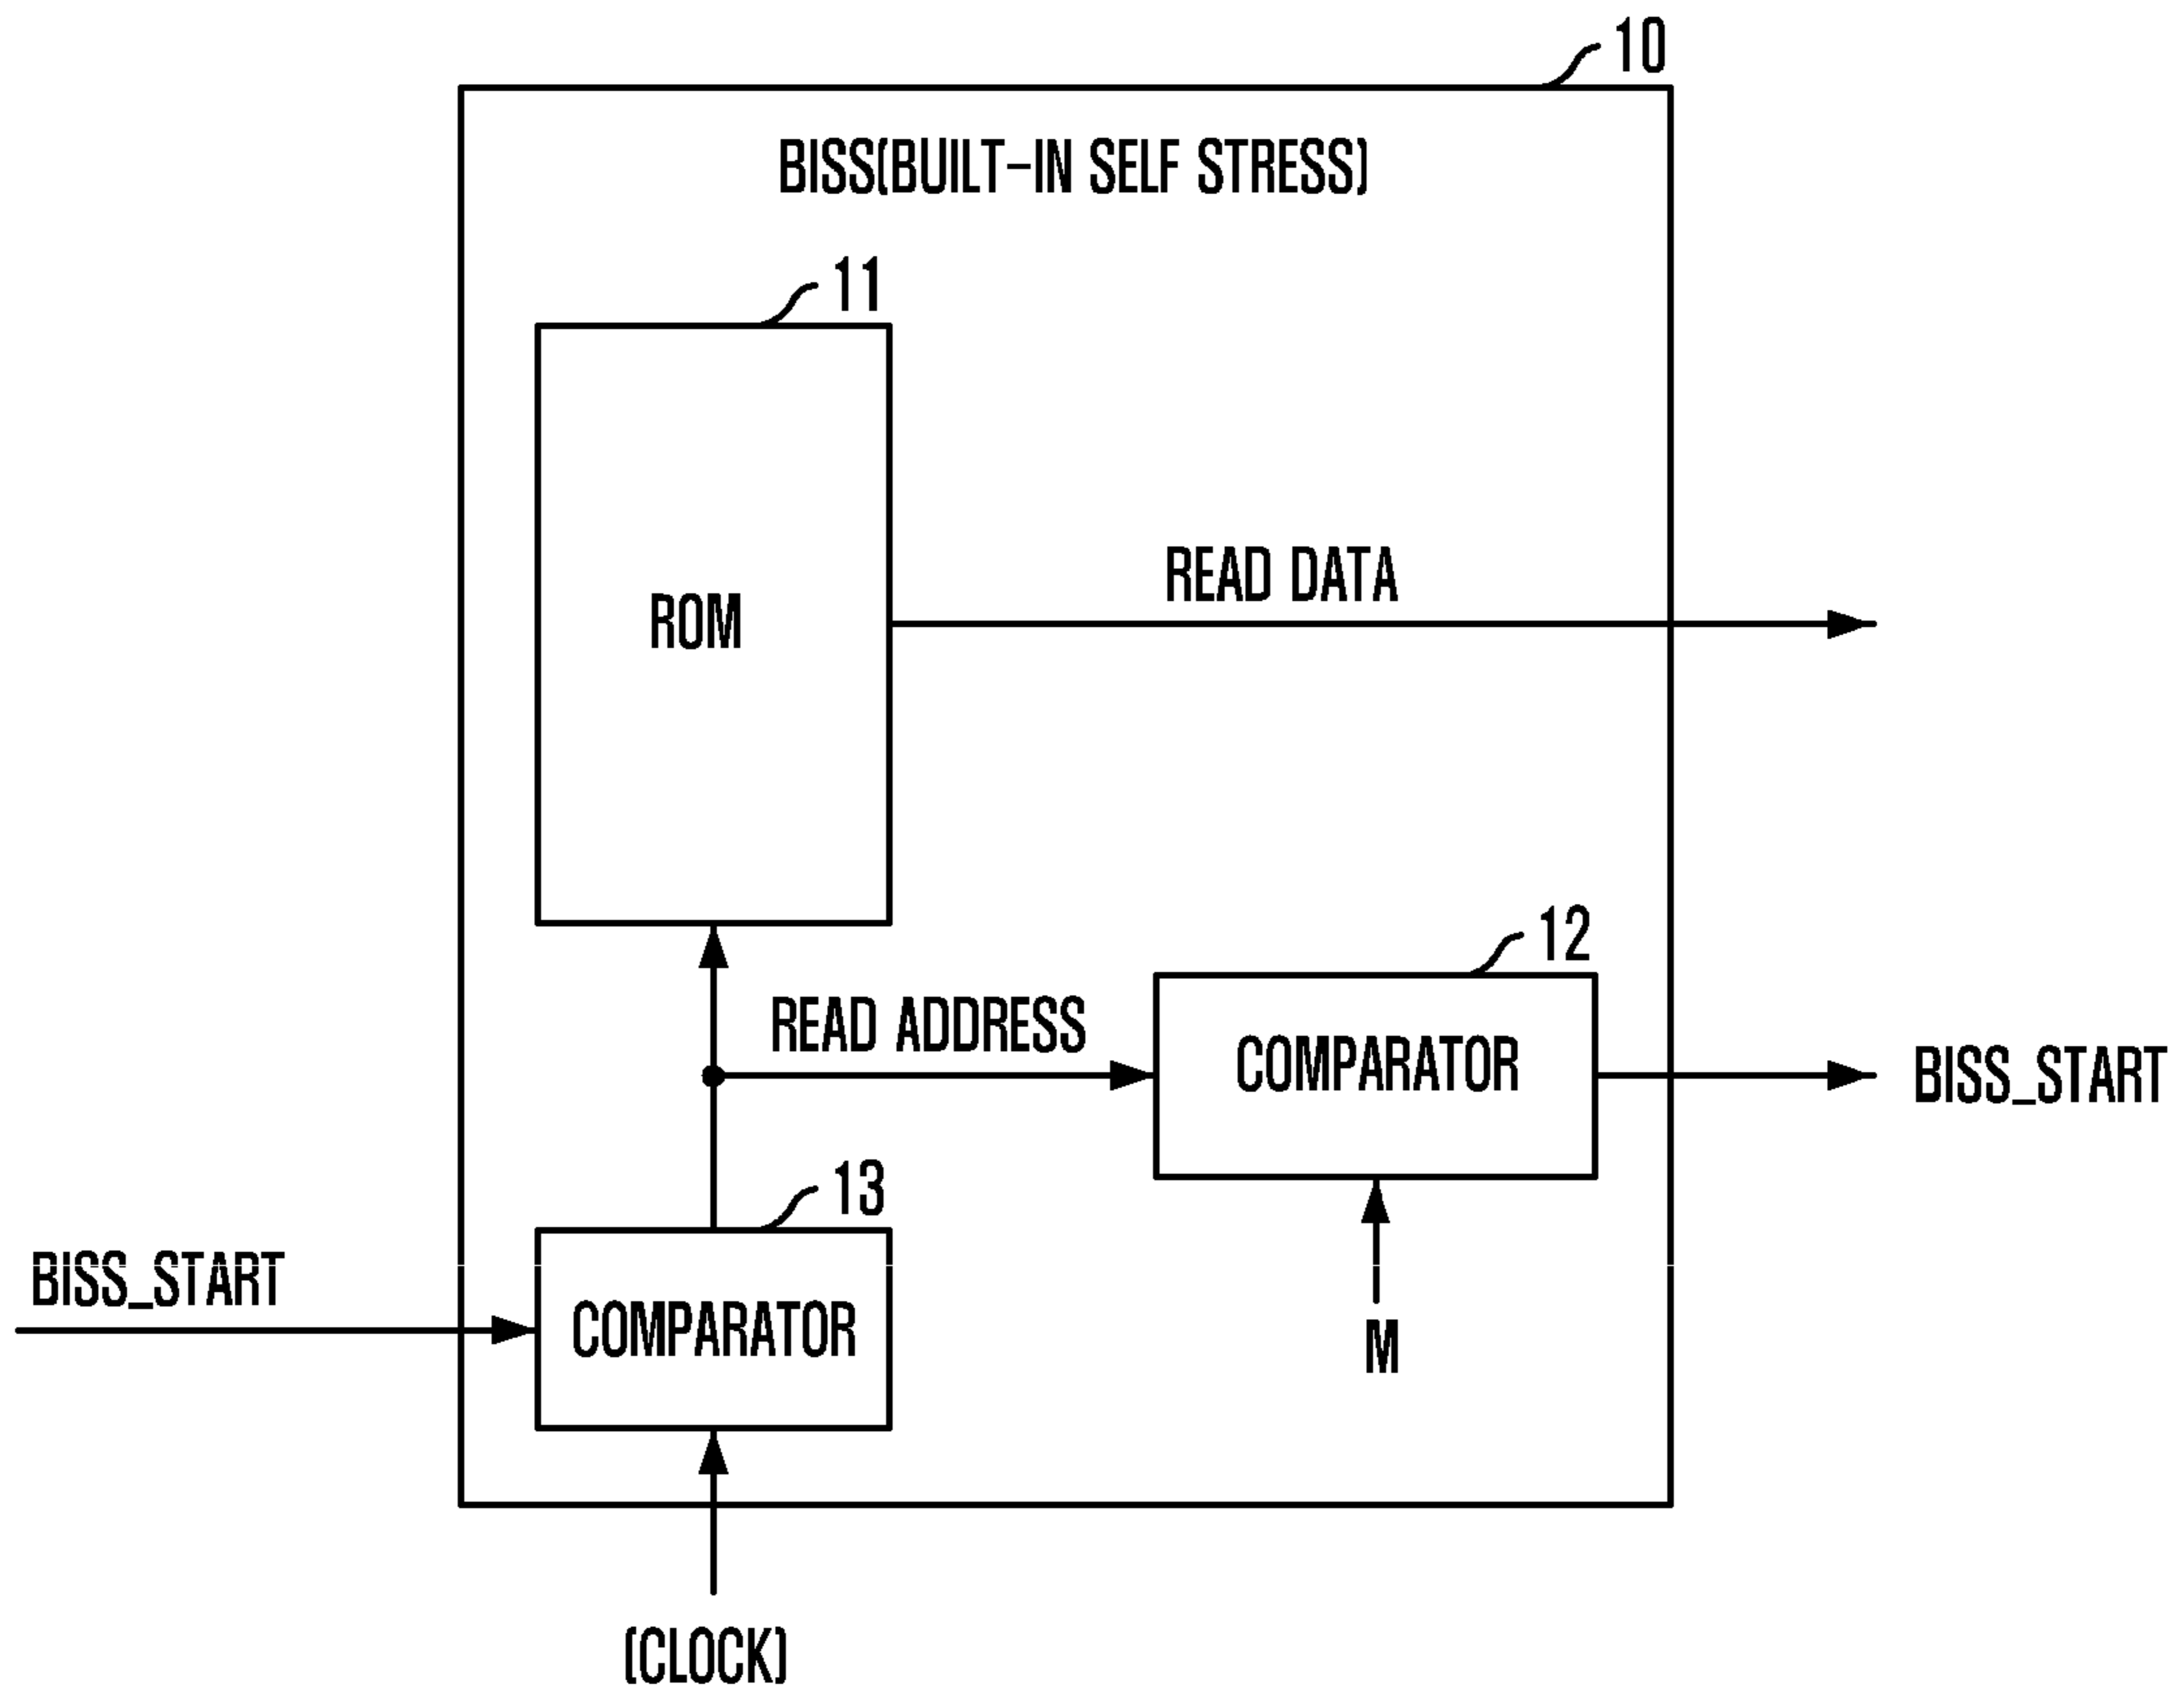 10
BISS(BUILT-IN SELF STRESS)
11
READ DATA
ROM
12
READ ADDRESS
COMPARATOR
BISS_START
13
BISS_START
COMPARATOR
M
(CLOCK)